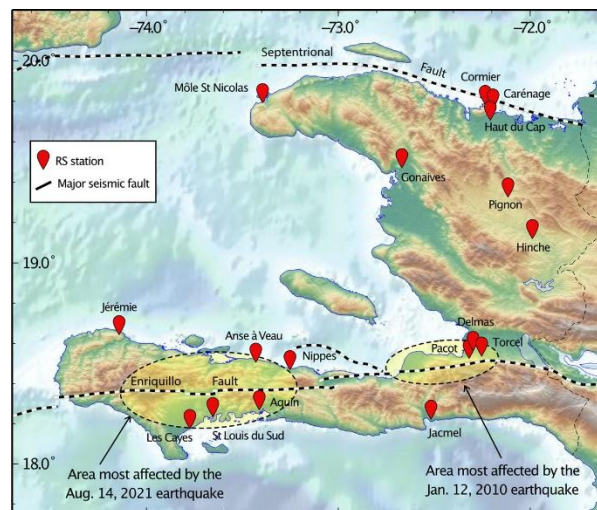 −74.0
−73.0
−72.0
20.0°
Septentrional
Fault
Cormier
Carénage
Môle St Nicolas
Haut du Cap
RS station
Major seismic fault
Gonaives
Pignon
Hinche
19.0°
Jérémie
Delmas
Anse à Veau
Pacot
Torcel
Nippes
Enriquillo
Fault
Aquin
Les Cayes
St Louis du Sud
Jacmel
18.0°
Area most affected by the
Aug. 14, 2021 earthquake
Area most affected by the
Jan. 12, 2010 earthquake